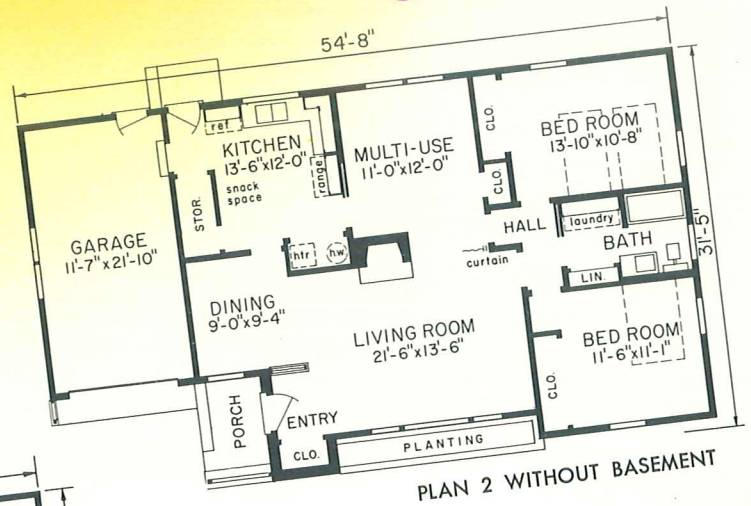 54'-8"
ref
KITCHEN
13'-6"x12'-0"
snack
space
range
STOR.
MULTI-USE
11'-0"x12'-0"
CLO.
CLO.
BED ROOM
13'-10"x10'-8"
HALL
laundry
BATH
LIN.
curtain
31'-5"
GARAGE
11'-7"x21'-10"
htr
hw
DINING
9'-0"x9'-4"
LIVING ROOM
21'-6"x13'-6"
BED ROOM
11'-6"x11'-1"
CLO.
PORCH
ENTRY
CLO.
PLANTING
PLAN 2 WITHOUT BASEMENT